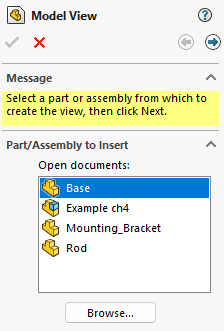 Model View
Message
Select a part or assembly from which to
create the view, then click Next.
Part/Assembly to Insert
Open documents:
Base
Example ch4
Mounting_Bracket
Rod
Browse...